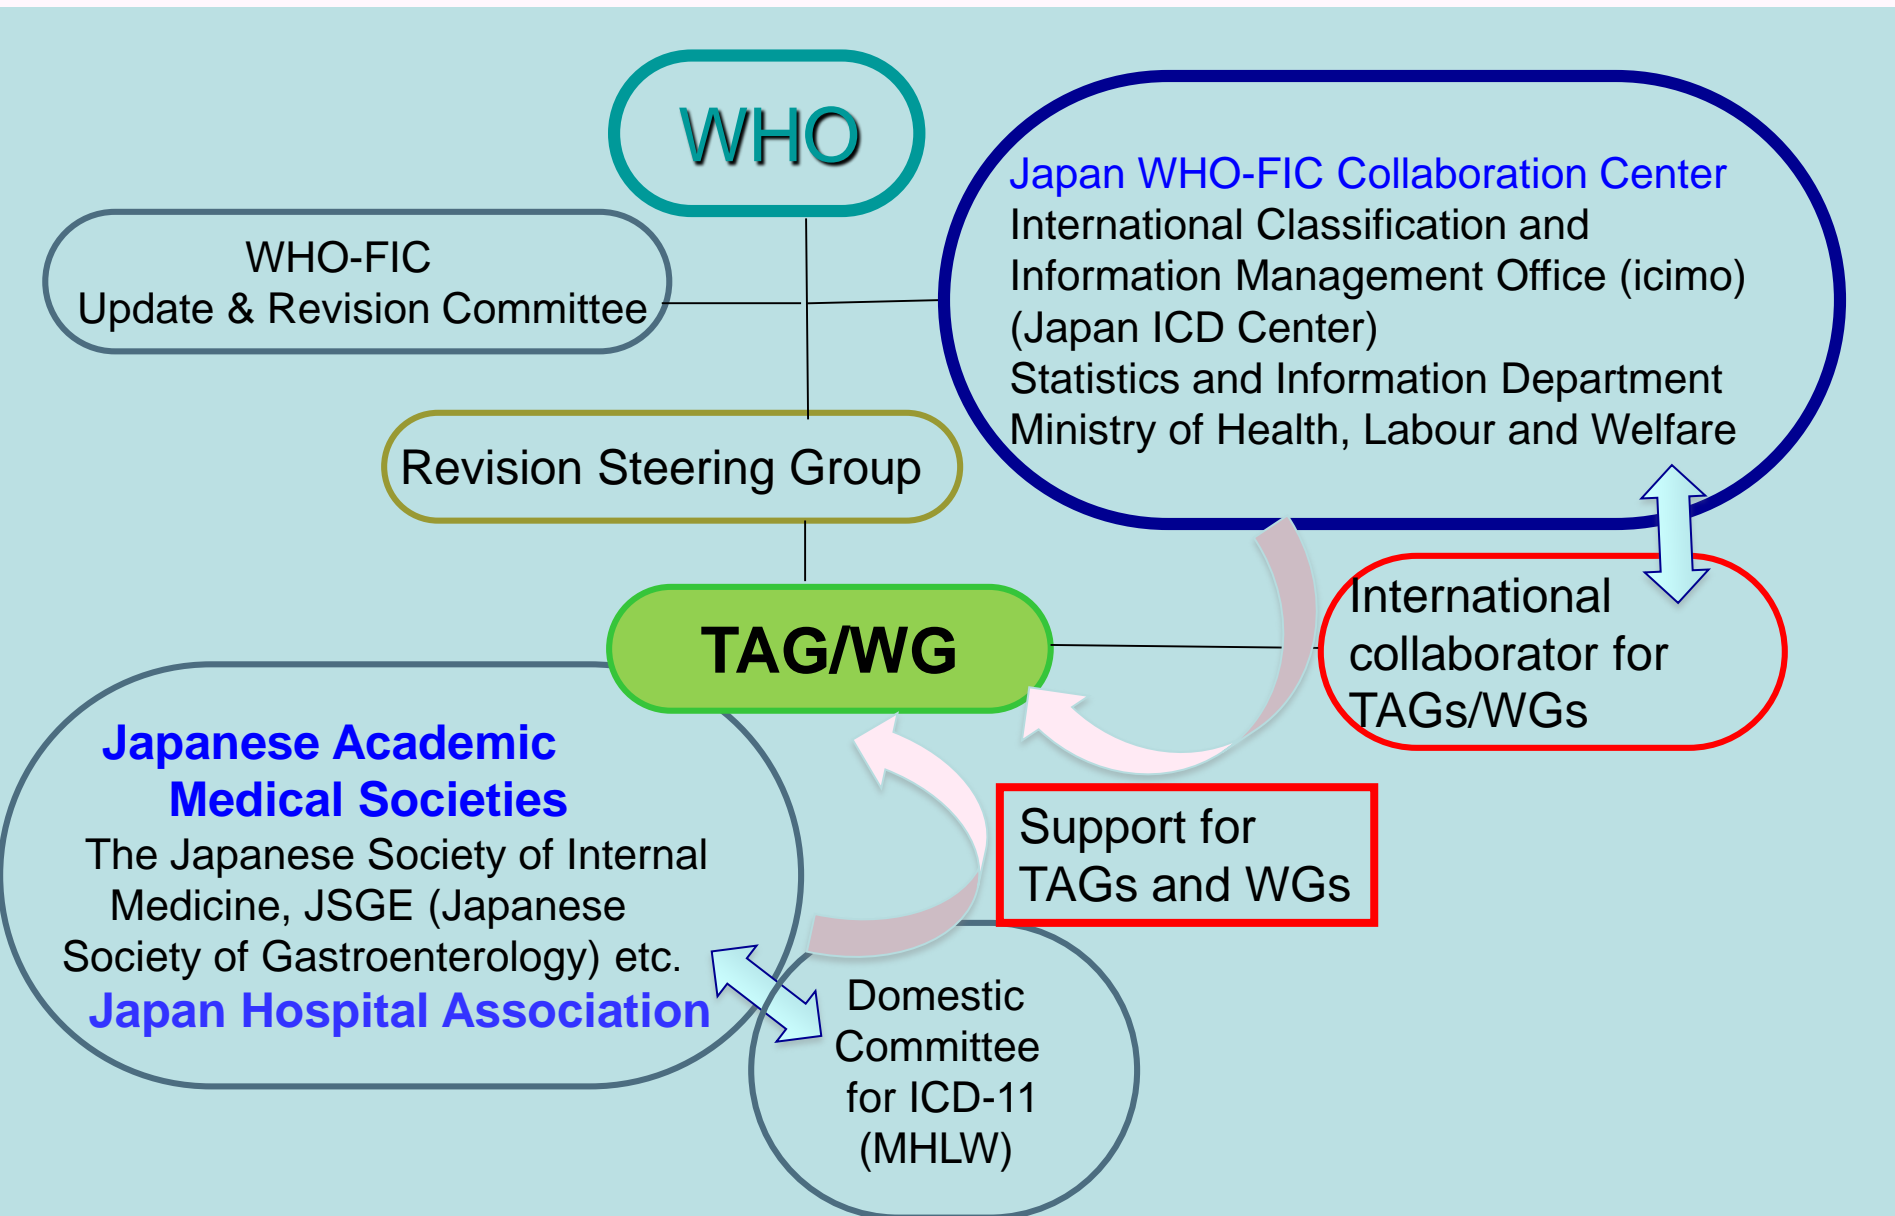 WHO
WHO-FIC
Update & Revision Committee
Japan WHO-FIC Collaboration Center
International Classification and
Information Management Office (icimo)
(Japan ICD Center)
Statistics and Information Department
Ministry of Health, Labour and Welfare
Revision Steering Group
TAG/WG
International
collaborator for
TAGs/WGs
Japanese Academic
Medical Societies
The Japanese Society of Internal
Medicine, JSGE (Japanese
Society of Gastroenterology) etc.
Japan Hospital Association
Support for
TAGs and WGs
Domestic
Committee
for ICD-11
(MHLW)